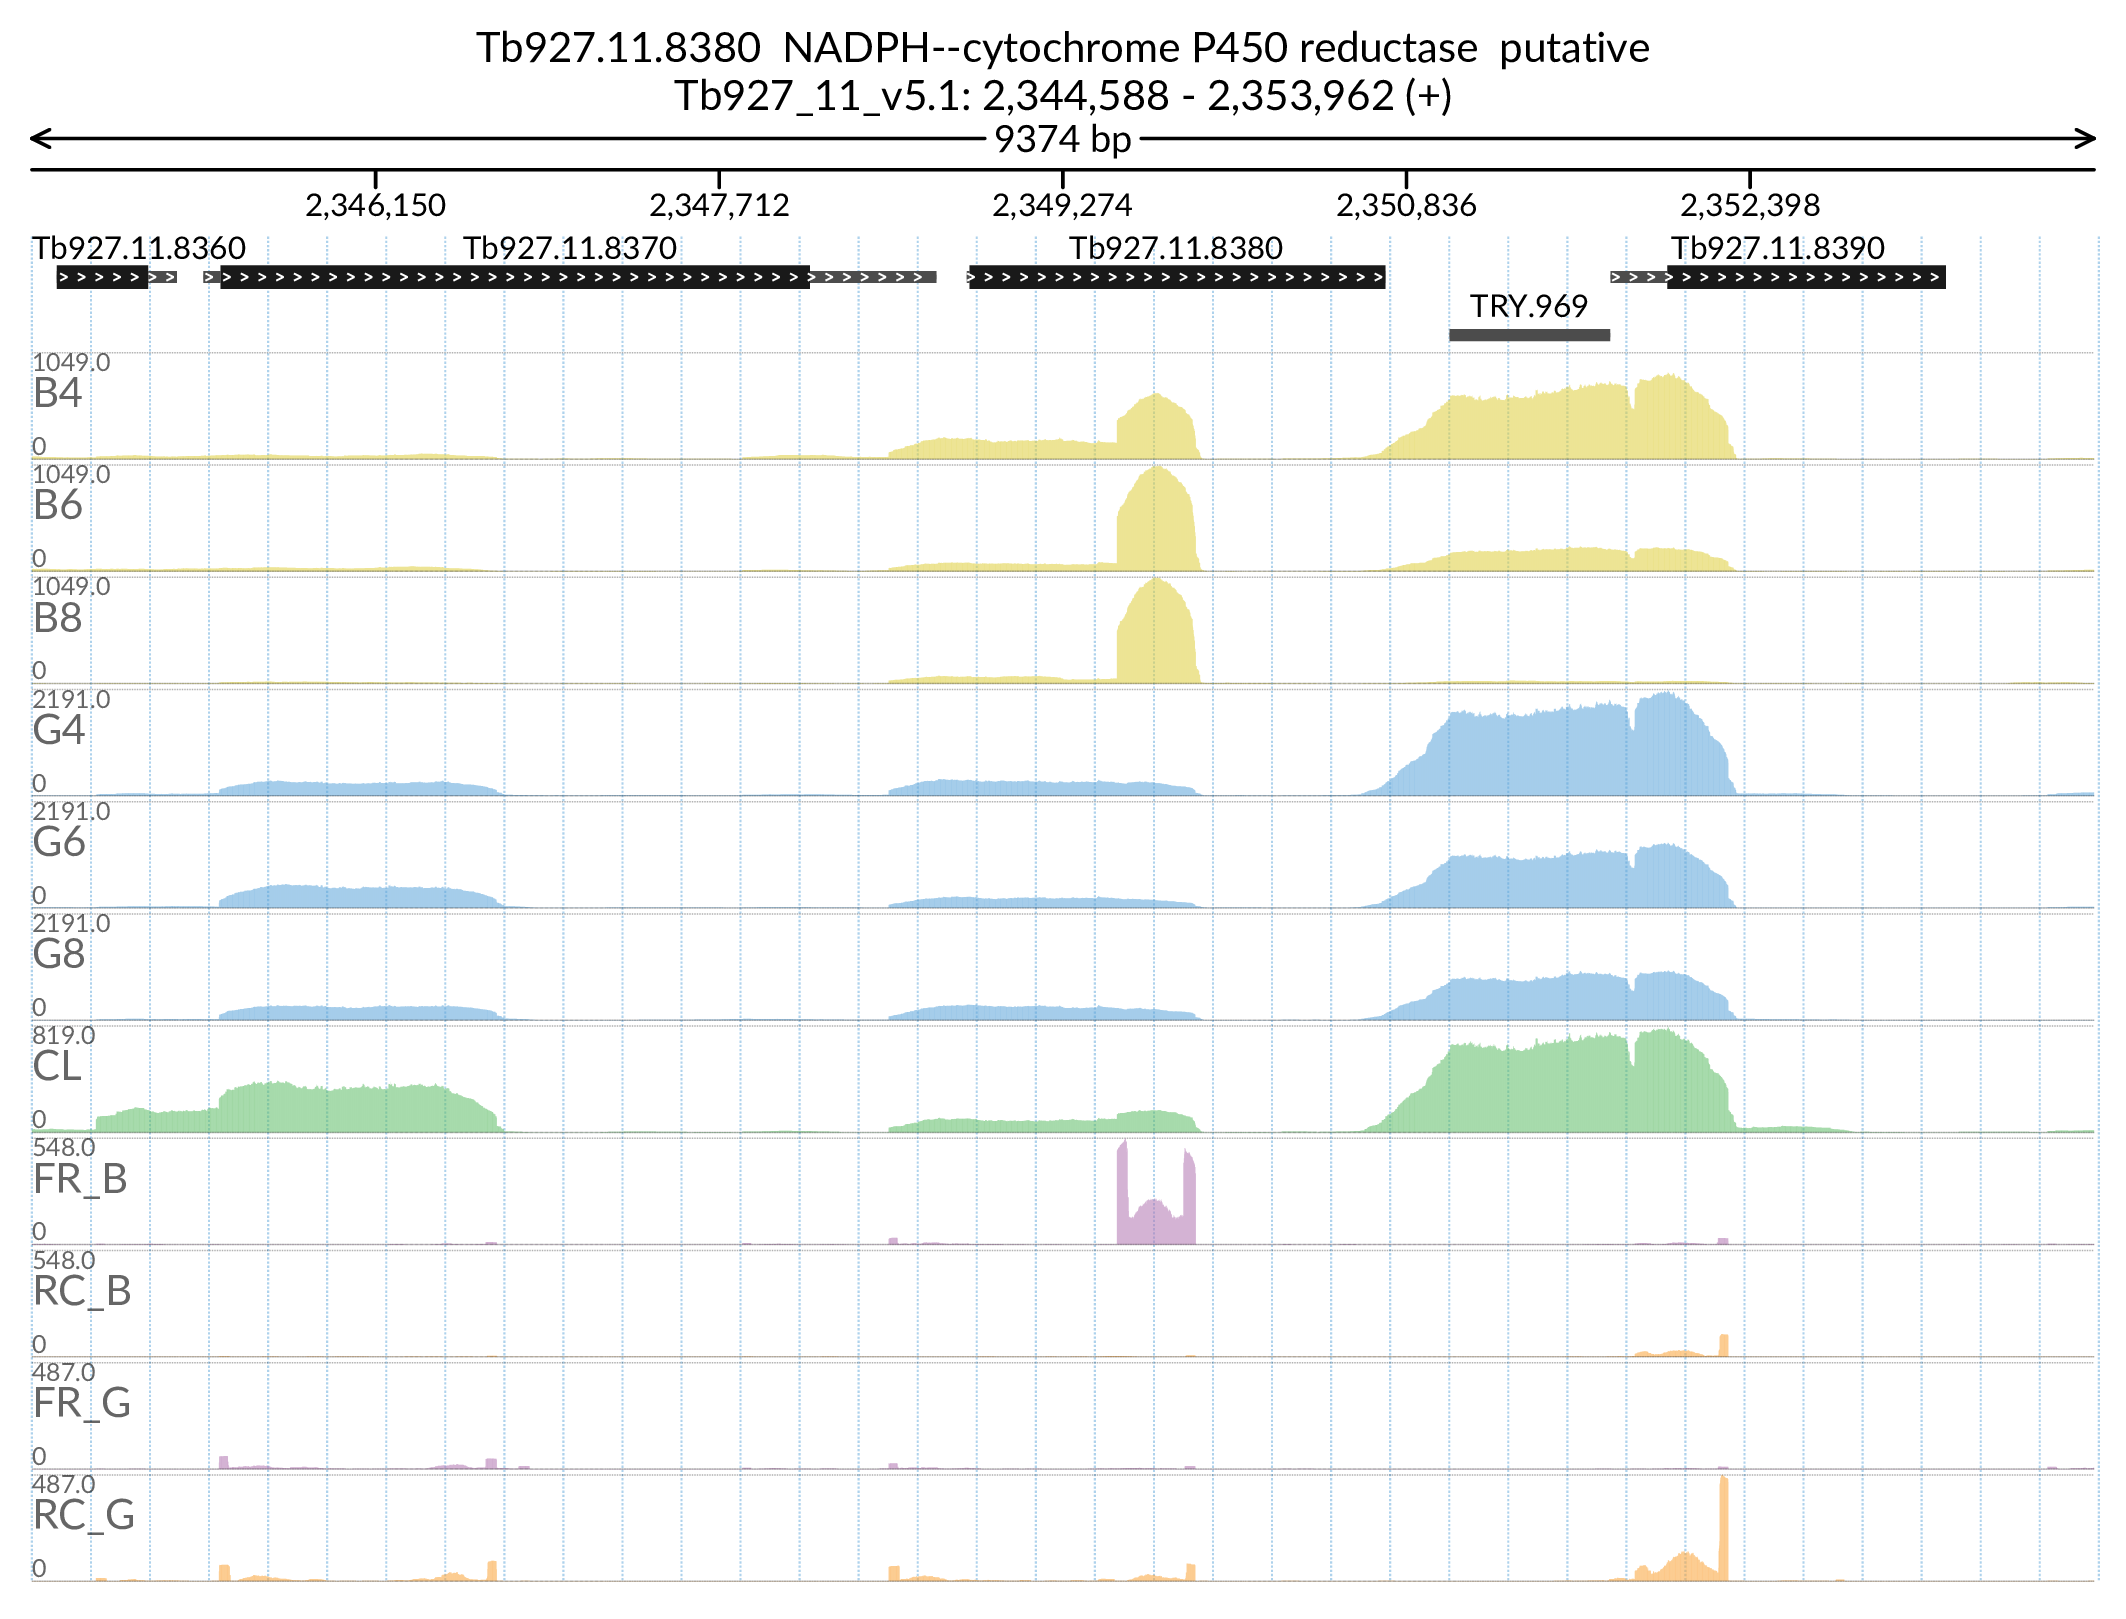 Tb927.11.8380  NADPH--cytochrome P450 reductase  putative
Tb927_11_v5.1: 2,344,588 - 2,353,962 (+)
9374 bp
2,346,150 2,347,712 2,349,274 2,350,836 2,352,398
Tb927.11.8360 Tb927.11.8370 Tb927.11.8380 Tb927.11.8390
TRY.969
1049.0
B4
0
1049.0
B6
0
1049.0
B8
0
2191.0
G4
0
2191.0
G6
0
2191.0
G8
0
819.0
CL
0
548.0
FR_B
0
548.0
RC_B
0
487.0
FR_G
0
487.0
RC_G
0